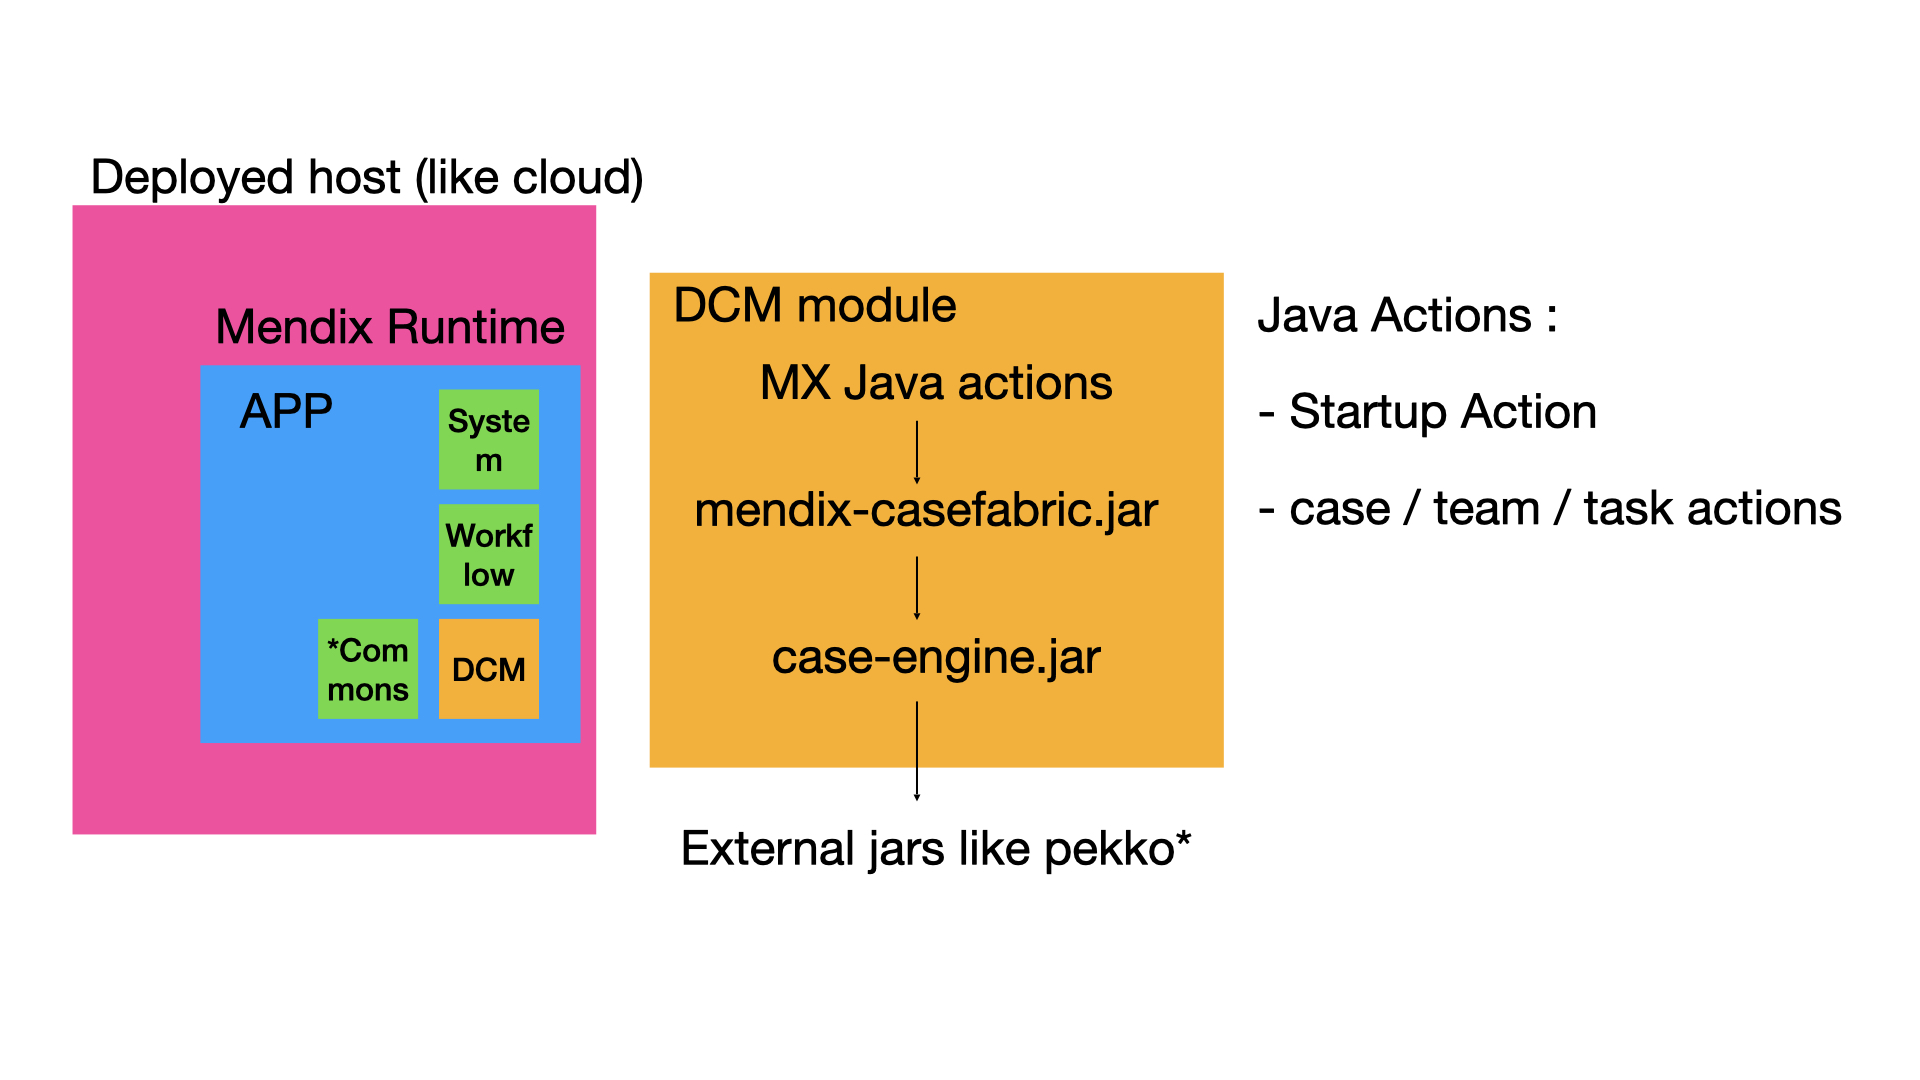 Deployed host (like cloud)
Mendix Runtime
APP
Syste
m
Workf
low
*Com
mons
DCM
DCM module
MX Java actions
mendix-casefabric.jar
case-engine.jar
External jars like pekko*
Java Actions :
- Startup Action
- case / team / task actions